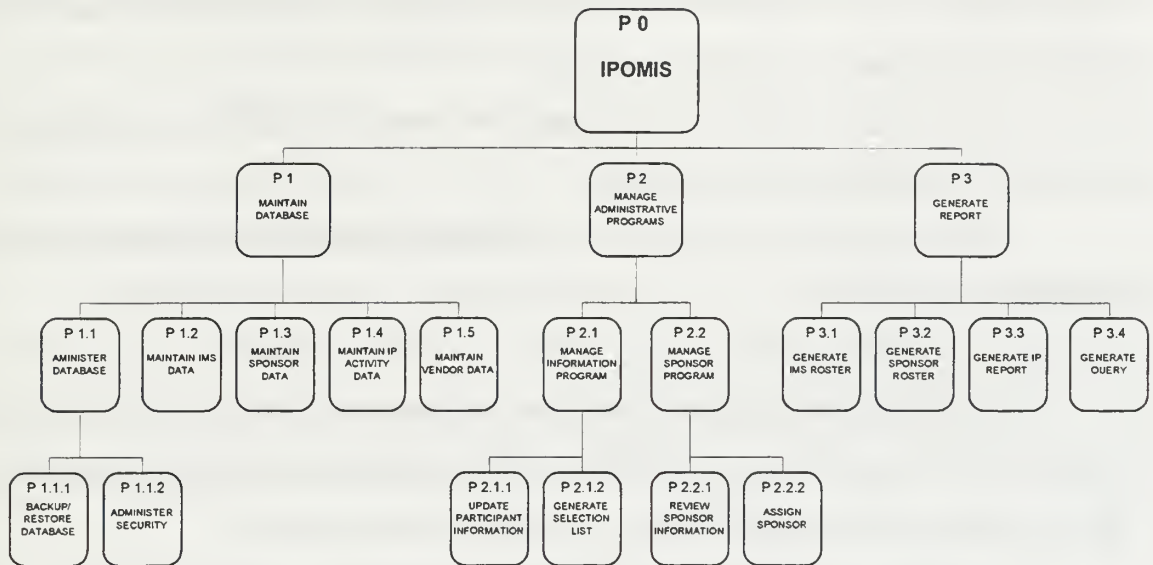 P 0
IPOMIS
P 1
MAINTAIN
DATABASE
P 2
MANAGE
ADMINISTRATIVE
PROGRAMS
P 3
GENERATE
REPORT
P 1.1
AMINISTER
DATABASE
P 1.2
MAINTAIN IMS
DATA
P 1.3
MAINTAIN
SPONSOR
DATA
P 1.4
MAINTAIN IP
ACTIVITY
DATA
P 1.5
MAINTAIN
VENDOR DATA
P 2.1
MANAGE
INFORMATION
PROGRAM
P 2.2
MANAGE
SPONSOR
PROGRAM
P 3.1
GENERATE
IMS ROSTER
P 3.2
GENERATE
SPONSOR
ROSTER
P 3.3
GENERATE IP
REPORT
P 3.4
GENERATE
QUERY
P 1.1.1
BACKUP/
RESTORE
DATABASE
P 1.1.2
ADMINISTER
SECURITY
P 2.1.1
UPDATE
PARTICIPANT
INFORMATION
P 2.1.2
GENERATE
SELECTION
LIST
P 2.2.1
REVIEW
SPONSOR
INFORMATION
P 2.2.2
ASSIGN
SPONSOR